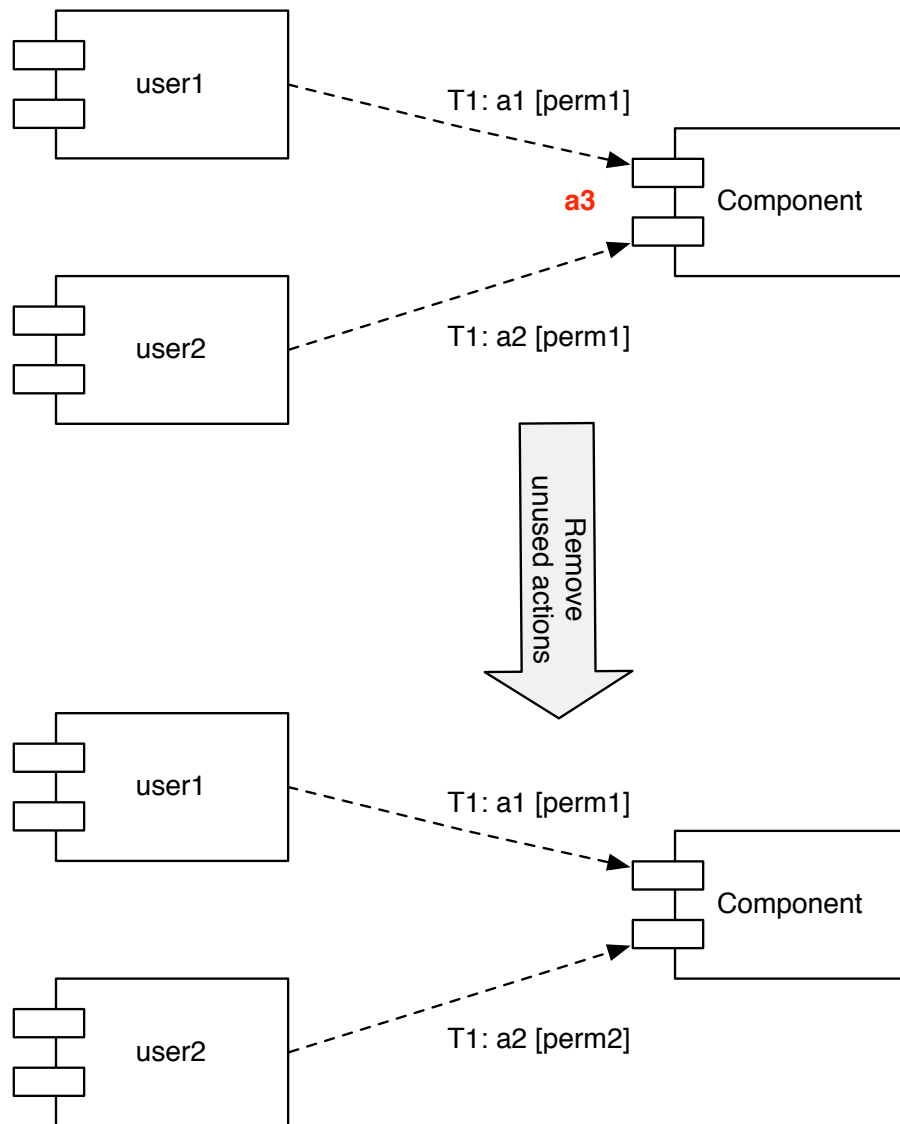 user1
T1: a1 [perm1]
a3
Component
user2
T1: a2 [perm1]
Remove
unused actions
user1
T1: a1 [perm1]
Component
user2
T1: a2 [perm2]